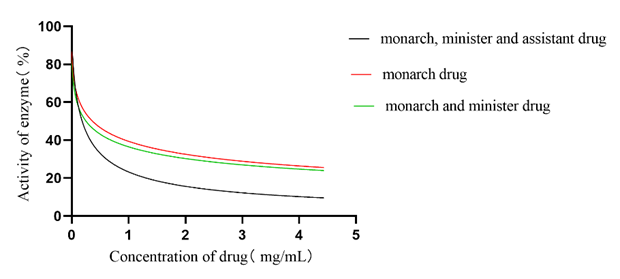 100
80
60
40
20
0
0 1 2 3 4 5
Activity of enzyme( %)
Concentration of drug( mg/mL)
monarch, minister and assistant drug
monarch drug
monarch and minister drug